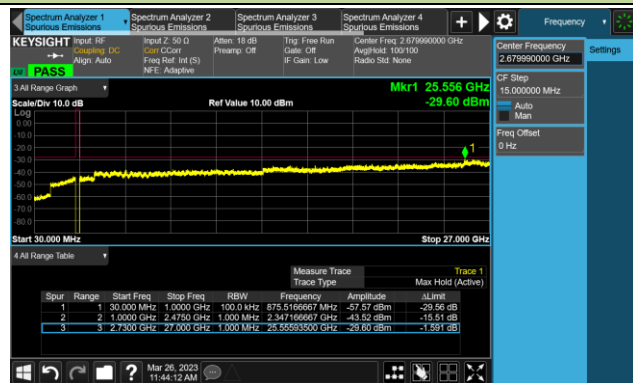 Spectrum Analyzer 1
Spurious Emissions
Spectrum Analyzer 2
Spurious Emissions
Spectrum Analyzer 3
Spurious Emissions
Spectrum Analyzer 4
Spurious Emissions
+
Frequency
KEYSIGHT
Input: RF
Coupling: DC
Align: Auto
Input Z: 50 Ω
Corr CCorr
Freq Ref: Int (S)
NFE: Adaptive
Atten: 18 dB
Preamp: Off
Trig: Free Run
Gate: Off
IF Gain: Low
Center Freq: 2.679990000 GHz
Avg|Hold: 100/100
Radio Std: None
PASS
Center Frequency
2.679990000 GHz
Settings
CF Step
15.000000 MHz
Auto
Man
Freq Offset
0 Hz
3 All Range Graph
Mkr1 25.556 GHz
Scale/Div 10.0 dB
Ref Value 10.00 dBm
-29.60 dBm
Log
0.00
-10.0
-20.0
-30.0
-40.0
-50.0
-60.0
-70.0
-80.0
1
Start 30.000 MHz
Stop 27.000 GHz
4 All Range Table
Measure Trace Trace 1
Trace Type Max Hold (Active)
Spur Range Start Freq Stop Freq RBW Frequency Amplitude ΔLimit
1 1 30.000 MHz 1.0000 GHz 100.0 kHz 875.5166667 MHz -57.57 dBm -29.56 dB
2 2 1.0000 GHz 2.4750 GHz 1.000 MHz 2.347166667 GHz -43.52 dBm -15.51 dB
3 3 2.7300 GHz 27.000 GHz 1.000 MHz 25.55593500 GHz -29.60 dBm -1.591 dB
?
Mar 26, 2023
11:44:12 AM